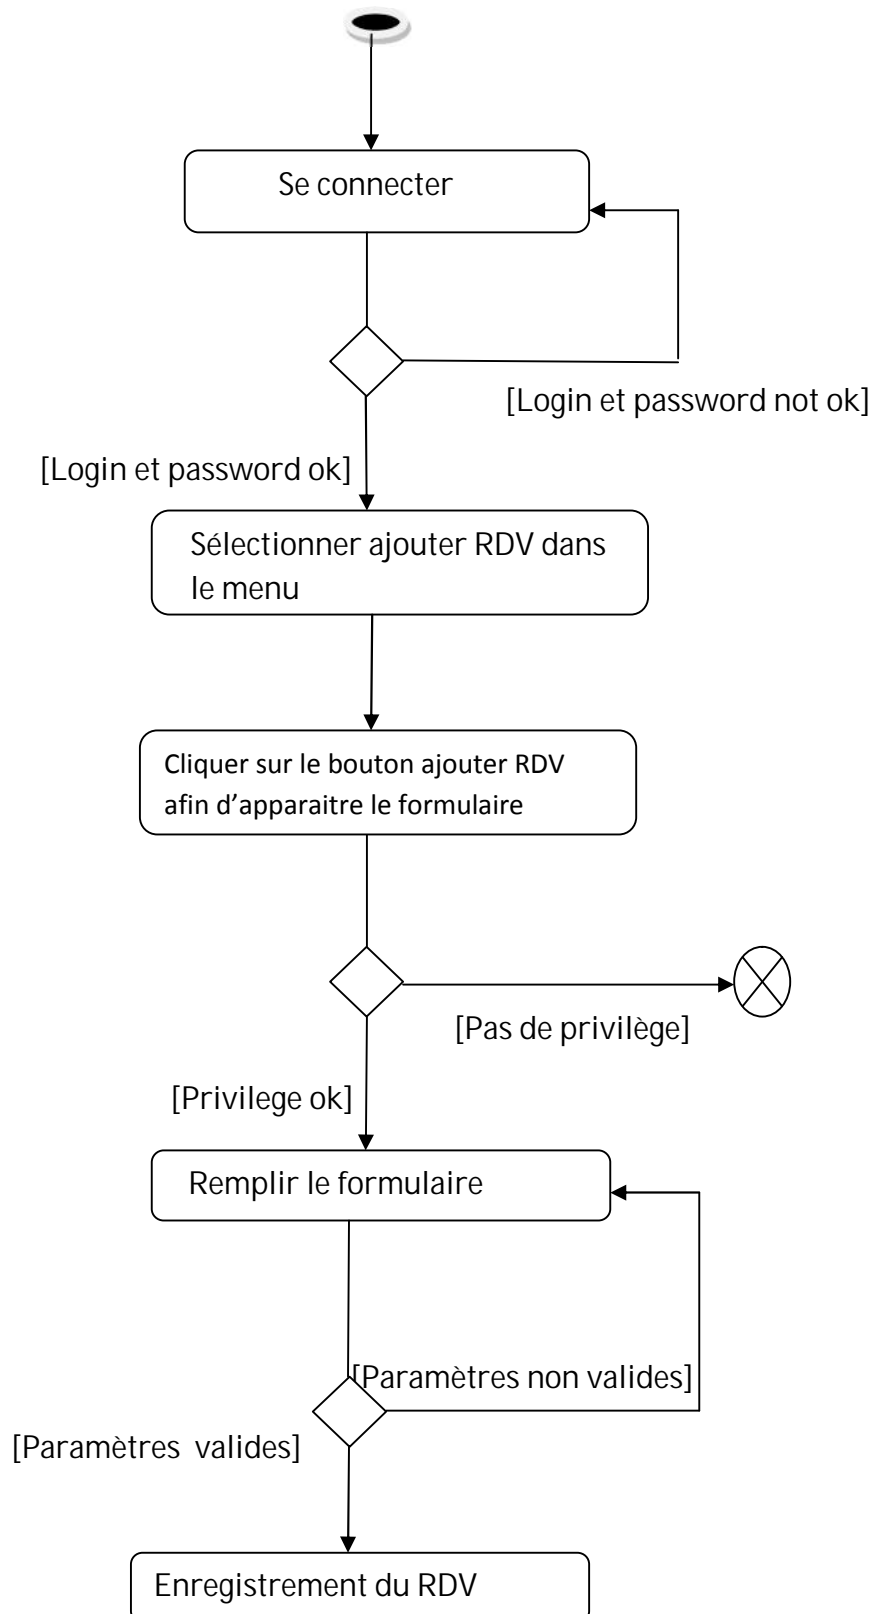 Se connecter
[Login et password not ok]
[Login et password ok]
Sélectionner ajouter RDV dans
le menu
Cliquer sur le bouton ajouter RDV
afin d’apparaitre le formulaire
[Pas de privilège]
[Privilege ok]
Remplir le formulaire
[Paramètres non valides]
[Paramètres valides]
Enregistrement du RDV